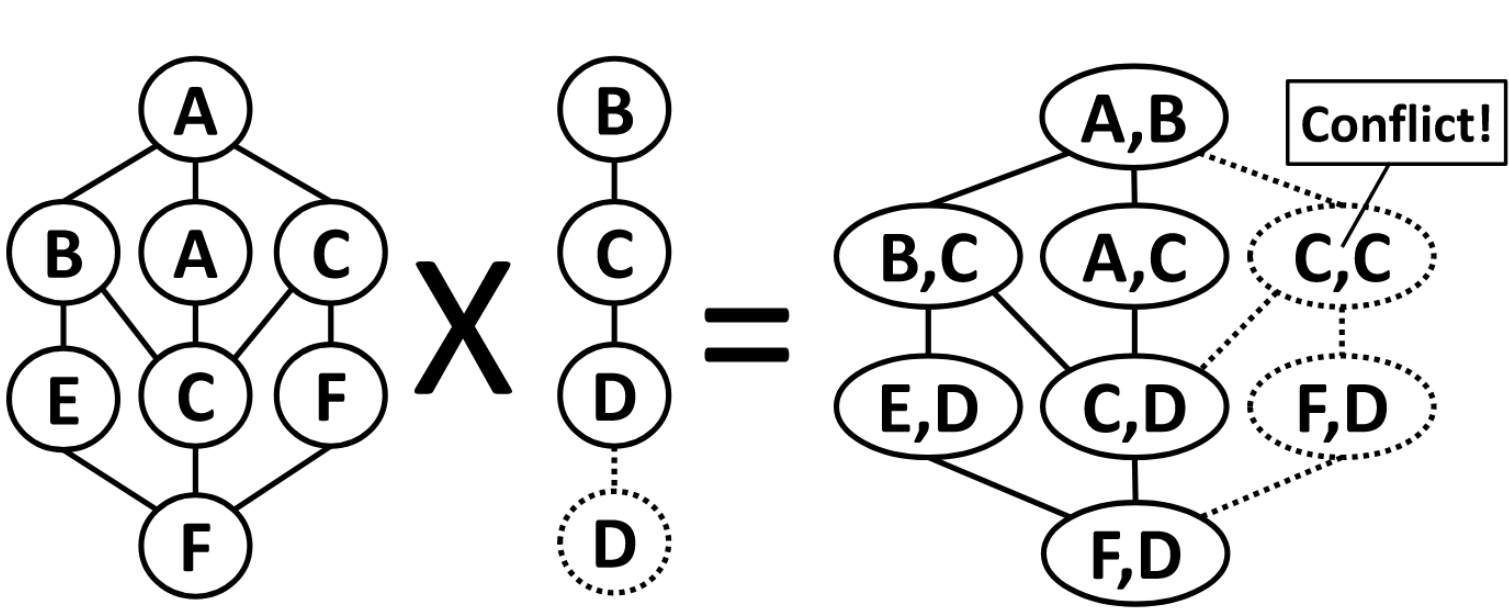 A B A,B Conflict!
B A C X C = B,C A,C C,C
E C F D E,D C,D F,D
F D F,D